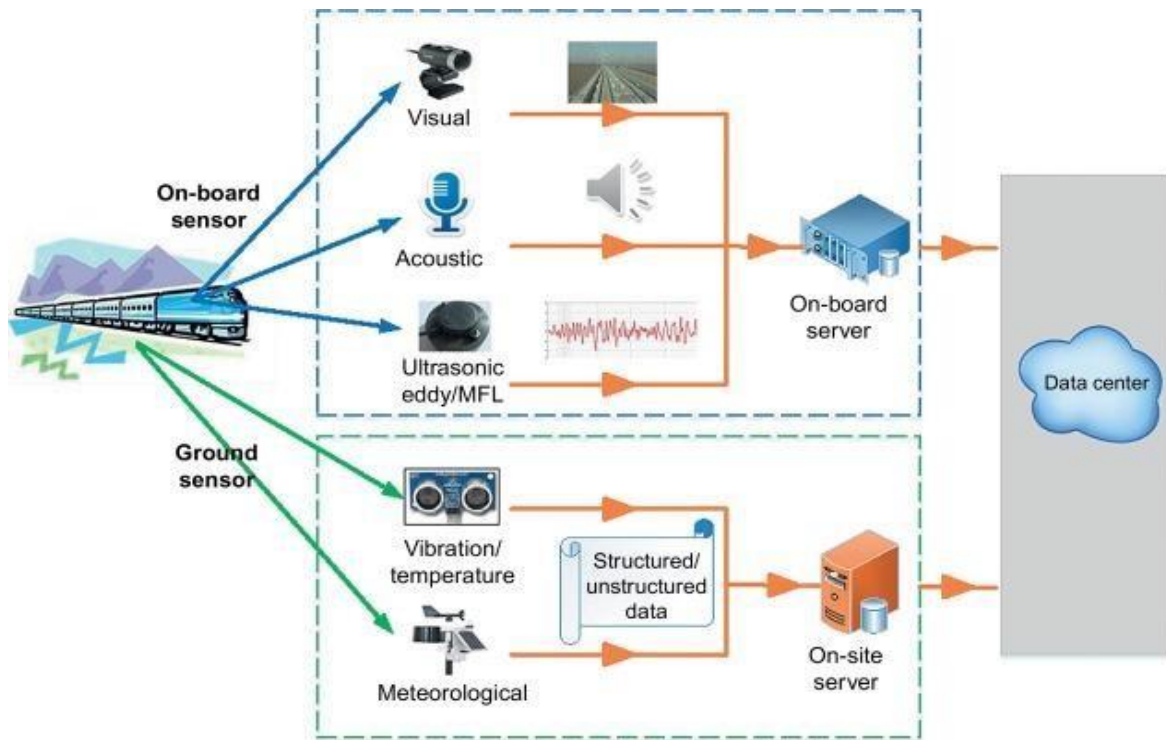 Visual
On-board
sensor
Acoustic
On-board
server
Ultrasonic
eddy/MFL
Data center
Ground
sensor
Vibration/
temperature
Structured/
unstructured
data
Meteorological
On-site
server